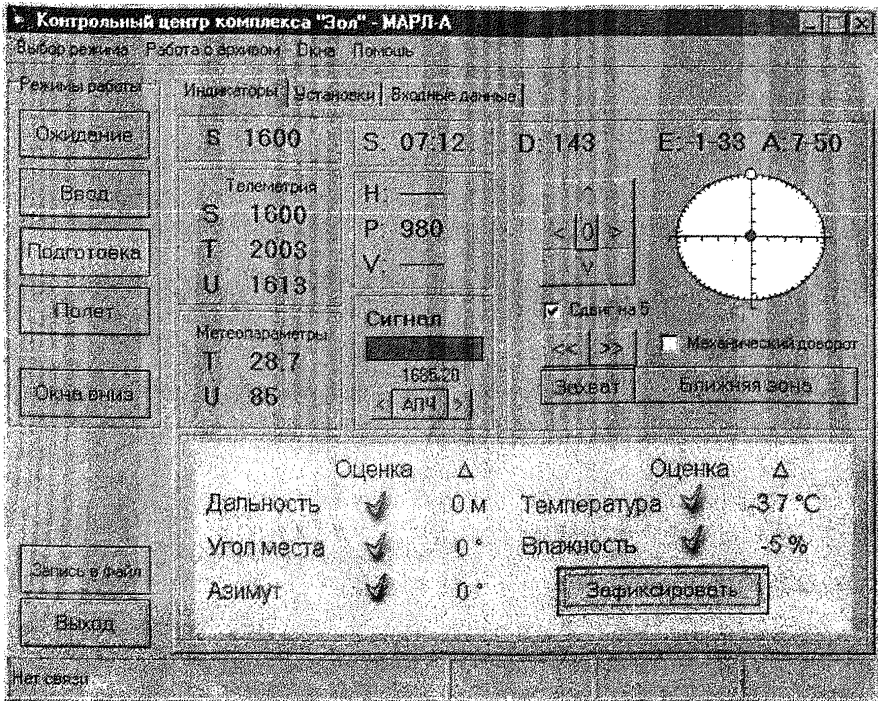 Контрольный центр комплекса "Зол" - МАРЛ-А
Выбор режима Работа с архивом Окна Помощь
Режимы работы
Ожидание
Ввод
Подготовка
Полет
Окна вниз
Запись в файл
Выход
Индикаторы Установки Входные данные
S 1600
Телеметрия
S 1600
T 2003
U 1613
Метеопараметры
T 28.7
U 85
S: 07:12
H: ----
P: 980
V: ----
Сигнал
1685.20
< АПЧ >
D: 143 E: -1-33 A: 7-50
^
< 0 >
v
Сдвиг на 5
<< >> Механический доворот
Захват Ближняя зона
Оценка Δ
Дальность 0 м
Угол места 0 °
Азимут 0 °
Оценка Δ
Температура -3.7 °C
Влажность -5 %
Зафиксировать
Нет связи